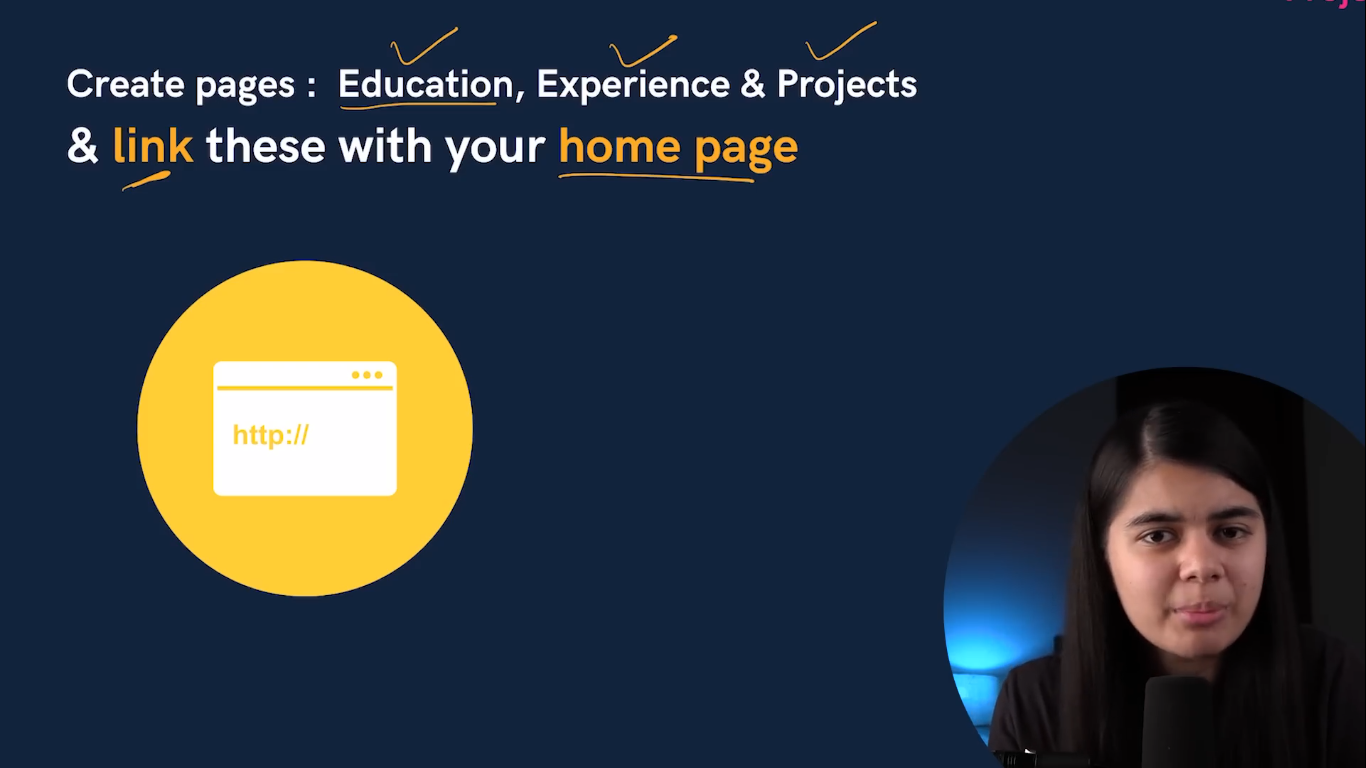 Create pages : Education, Experience & Projects
& link these with your home page
http://